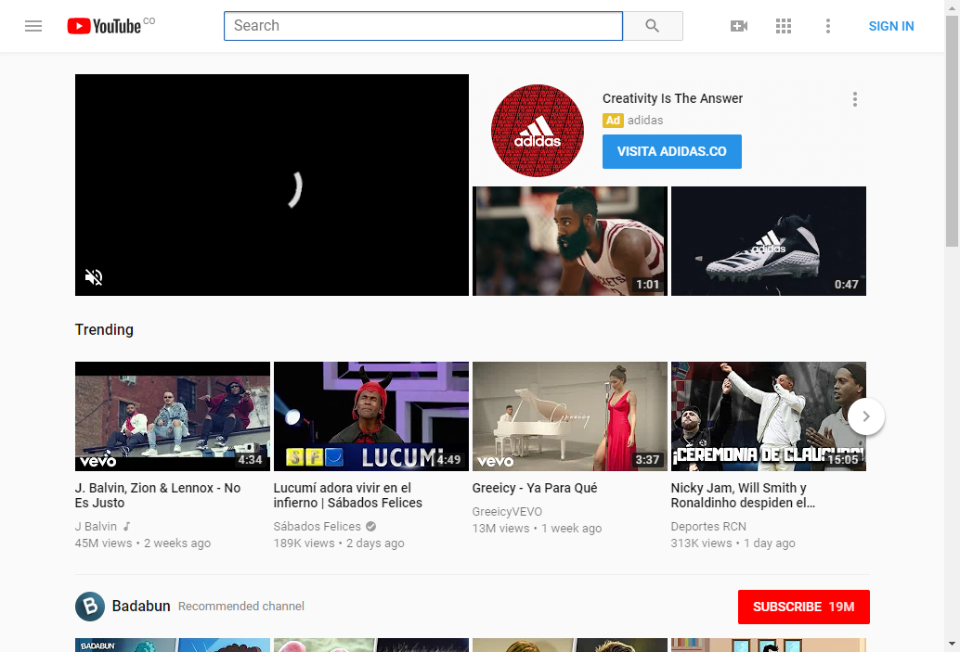 YouTube CO
Search
SIGN IN
Creativity Is The Answer
Ad adidas
VISITA ADIDAS.CO
adidas
adidas
1:01
0:47
Trending
vevo
4:34
SF
LUCUMI
4:49
Greeicy
vevo
3:37
¡CEREMONIA DE CLAUSURA!
15:05
J. Balvin, Zion & Lennox - No
Es Justo
J Balvin
45M views • 2 weeks ago
Lucumí adora vivir en el
infierno | Sábados Felices
Sábados Felices
189K views • 2 days ago
Greeicy - Ya Para Qué
GreeicyVEVO
13M views • 1 week ago
Nicky Jam, Will Smith y
Ronaldinho despiden el...
Deportes RCN
313K views • 1 day ago
B
Badabun Recommended channel
SUBSCRIBE 19M
BADABUN